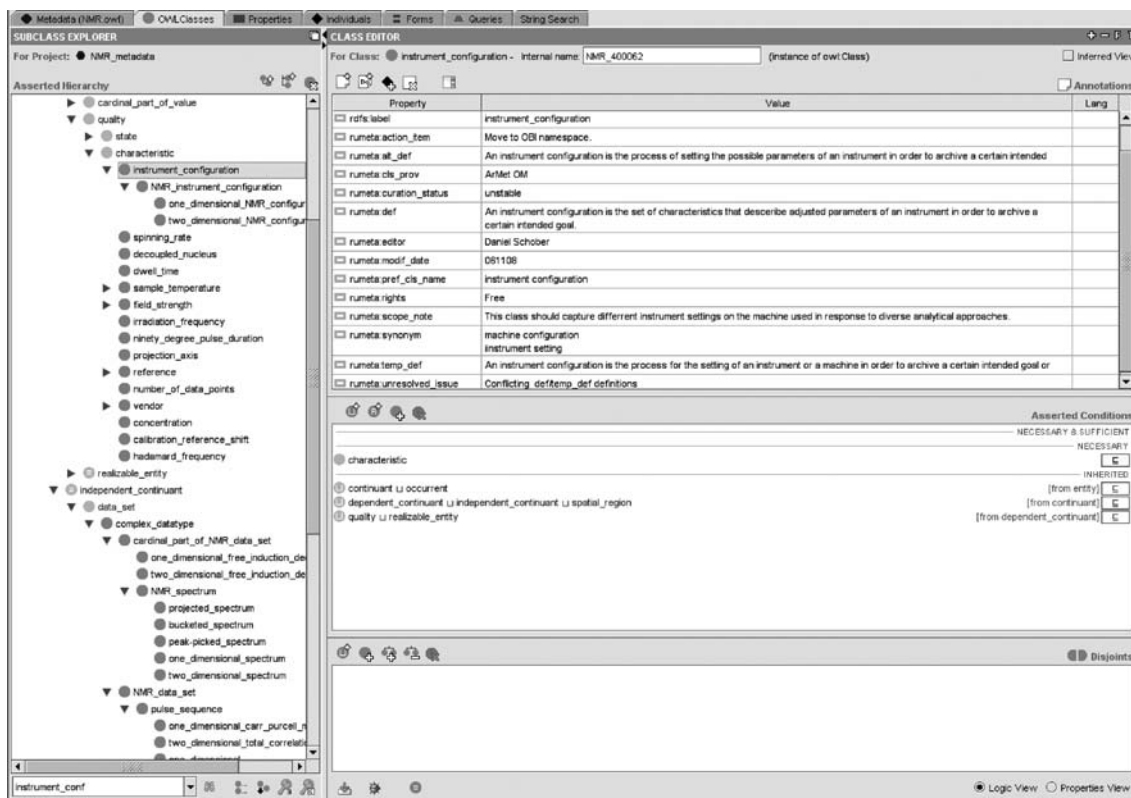 Metadata (NMR.owl) OWLClasses Properties Individuals Forms Queries String Search
SUBCLASS EXPLORER
For Project: NMR_metadata
Asserted Hierarchy
cardinal_part_of_value
quality
state
characteristic
instrument_configuration
NMR_instrument_configuration
one_dimensional_NMR_configur
two_dimensional_NMR_configur
spinning_rate
decoupled_nucleus
dwell_time
sample_temperature
field_strength
irradiation_frequency
ninety_degree_pulse_duration
projection_axis
reference
number_of_data_points
vendor
concentration
calibration_reference_shift
hadamard_frequency
realizable_entity
independent_continuant
data_set
complex_datatype
cardinal_part_of_NMR_data_set
one_dimensional_free_induction_de
two_dimensional_free_induction_de
NMR_spectrum
projected_spectrum
bucketed_spectrum
peak-picked_spectrum
one_dimensional_spectrum
two_dimensional_spectrum
NMR_data_set
pulse_sequence
one_dimensional_carr_purcell_n
two_dimensional_total_correlati
instrument_conf
CLASS EDITOR
For Class: instrument_configuration - Internal name: NMR_400062 (instance of owl:Class) Inferred View
Annotations
Property Value Lang
rdfs:label instrument_configuration
rumeta:action_item Move to OBI namespace.
rumeta:alt_def An instrument configuration is the process of setting the possible parameters of an instrument in order to archive a certain intended
rumeta:cls_prov ArMet OM
rumeta:curation_status unstable
rumeta:def An instrument configuration is the set of characteristics that describe adjusted parameters of an instrument in order to archive a
certain intended goal.
rumeta:editor Daniel Schober
rumeta:modif_date 081108
rumeta:pref_cls_name instrument configuration
rumeta:rights Free
rumeta:scope_note This class should capture differrent instrument settings on the machine used in response to diverse analytical approaches.
rumeta:synonym machine configuration
instrument setting
rumeta:temp_def An instrument configuration is the process for the setting of an instrument or a machine in order to archive a certain intended goal or
rumeta:unresolved_issue Conflicting def/temp_def definitions
Asserted Conditions
NECESSARY & SUFFICIENT
NECESSARY
characteristic ⊑
INHERITED
continuant ⊔ occurrent [from entity] ⊑
dependent_continuant ⊔ independent_continuant ⊔ spatial_region [from continuant] ⊑
quality ⊔ realizable_entity [from dependent_continuant] ⊑
Disjoints
Logic View Properties View